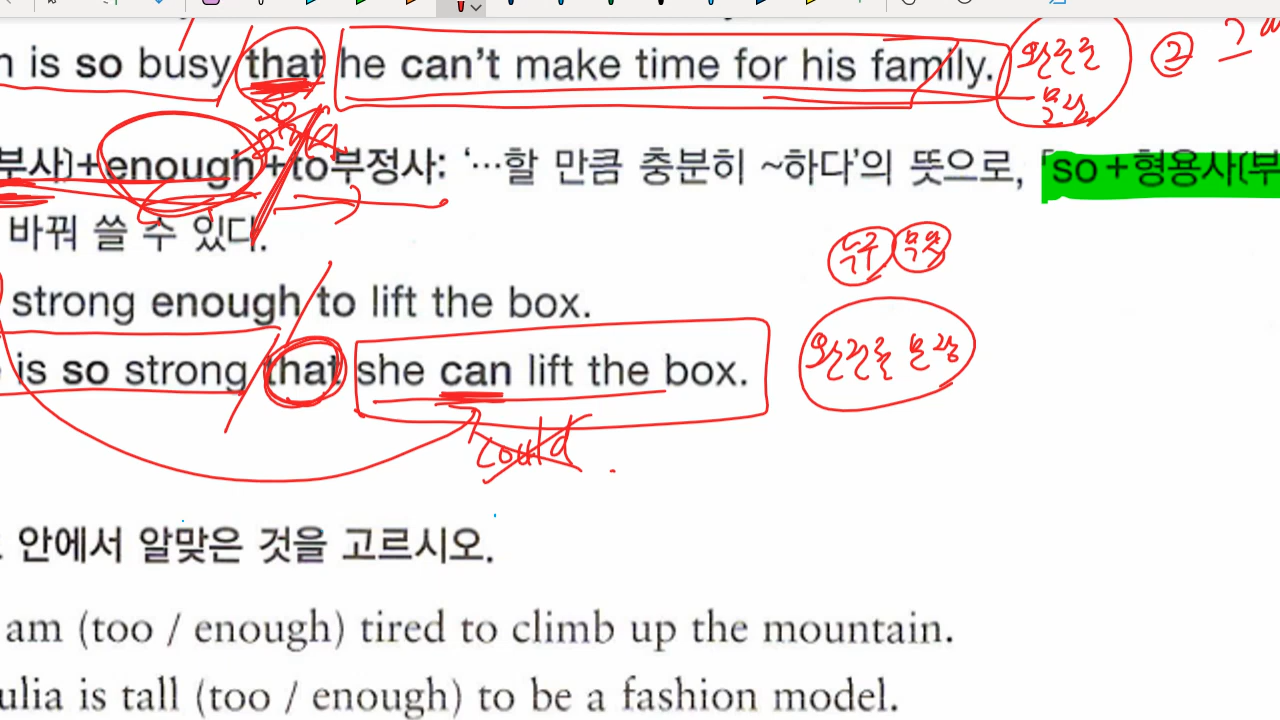 n is so busy that he can't make time for his family. 완전한 문장 ②
부사)+enough+to부정사: '…할 만큼 충분히 ~하다'의 뜻으로, 「so+형용사(부
바꿔 쓸 수 있다.
누구 무엇
strong enough to lift the box.
is so strong that she can lift the box. 완전한 문장
could
안에서 알맞은 것을 고르시오.
am (too / enough) tired to climb up the mountain.
ulia is tall (too / enough) to be a fashion model.